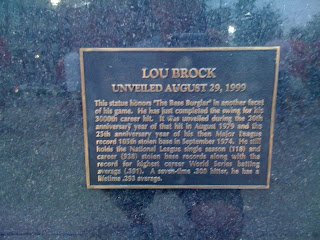 LOU BROCK
UNVEILED AUGUST 29, 1999
This statue honors "The Base Burglar" in another facet
of his game. He has just completed the swing for his
3000th career hit. It was unveiled during the 20th
anniversary year of that hit in August 1979 and the
25th anniversary year of his then Major League
record 105th stolen base in September 1974. He still
holds the National League single season (118) and
career (938) stolen base records along with the
record for highest career World Series batting
average (.391). A seven-time .300 hitter, he has a
lifetime .293 average.